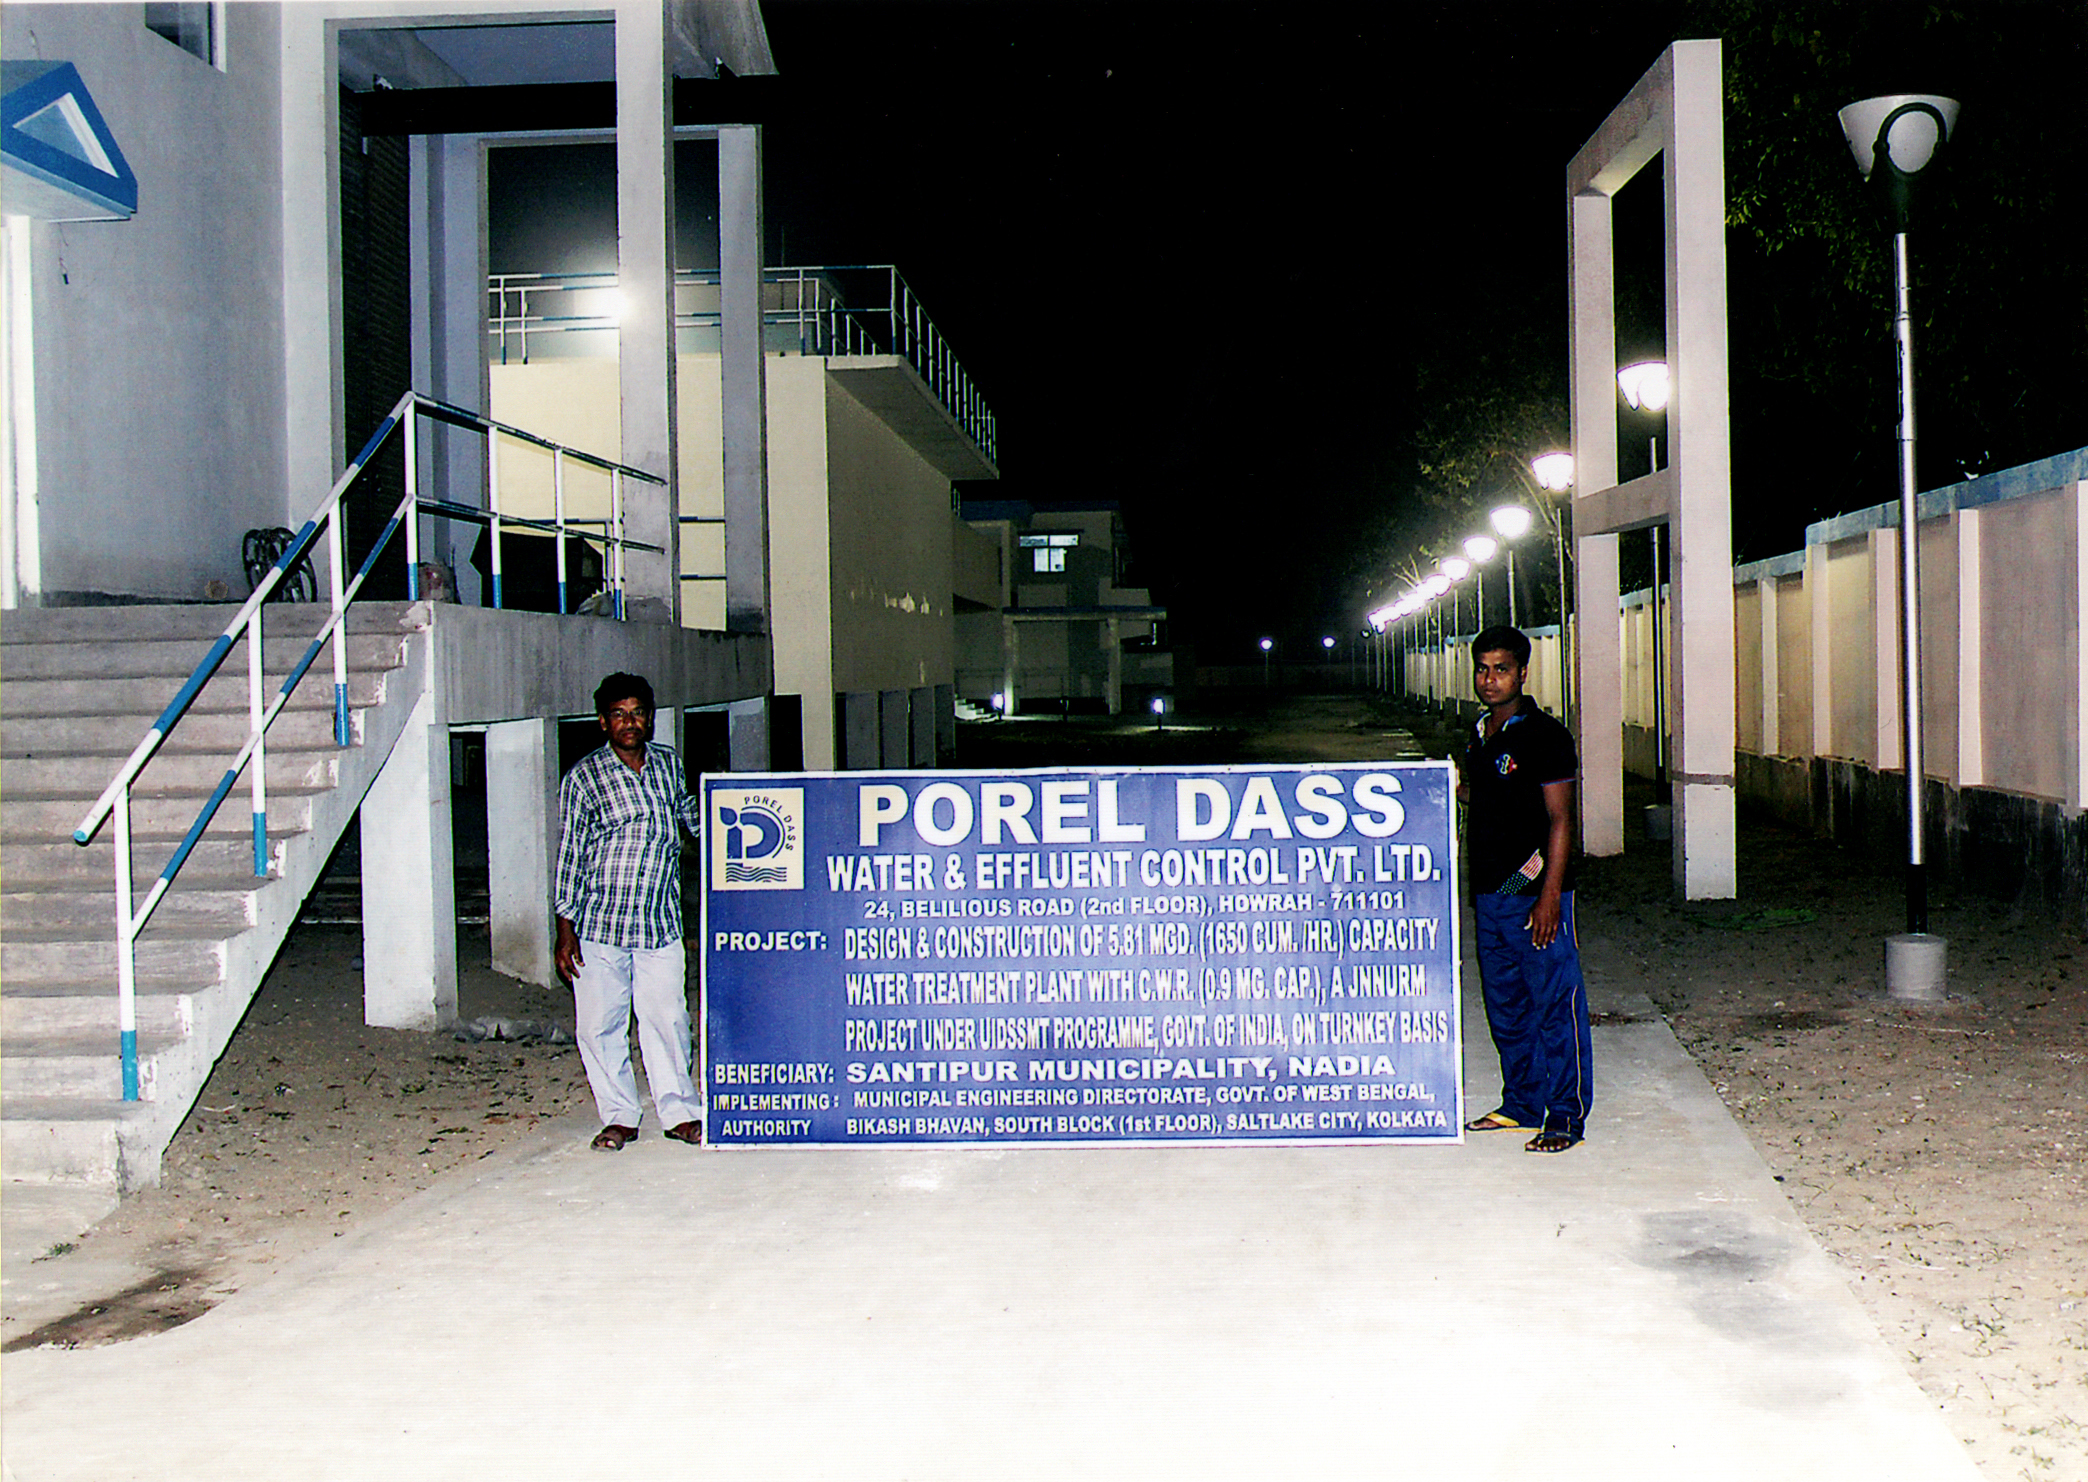 POREL DASS
POREL DASS
WATER & EFFLUENT CONTROL PVT. LTD.
24, BELILIOUS ROAD (2nd FLOOR), HOWRAH - 711101
PROJECT: DESIGN & CONSTRUCTION OF 5.81 MGD. (1650 CUM. /HR.) CAPACITY
WATER TREATMENT PLANT WITH C.W.R. (0.9 MG. CAP.), A JNNURM
PROJECT UNDER UIDSSMT PROGRAMME, GOVT. OF INDIA, ON TURNKEY BASIS
BENEFICIARY: SANTIPUR MUNICIPALITY, NADIA
IMPLEMENTING : MUNICIPAL ENGINEERING DIRECTORATE, GOVT. OF WEST BENGAL,
AUTHORITY BIKASH BHAVAN, SOUTH BLOCK (1st FLOOR), SALTLAKE CITY, KOLKATA